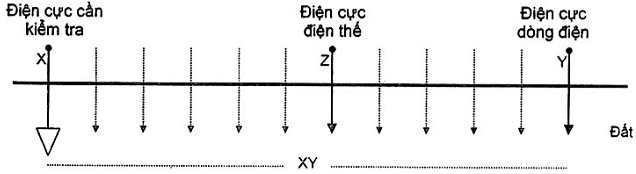 Điện cực cần
kiểm tra
Điện cực
điện thế
Điện cực
dòng điện
X
Z
Y
Đất
XY